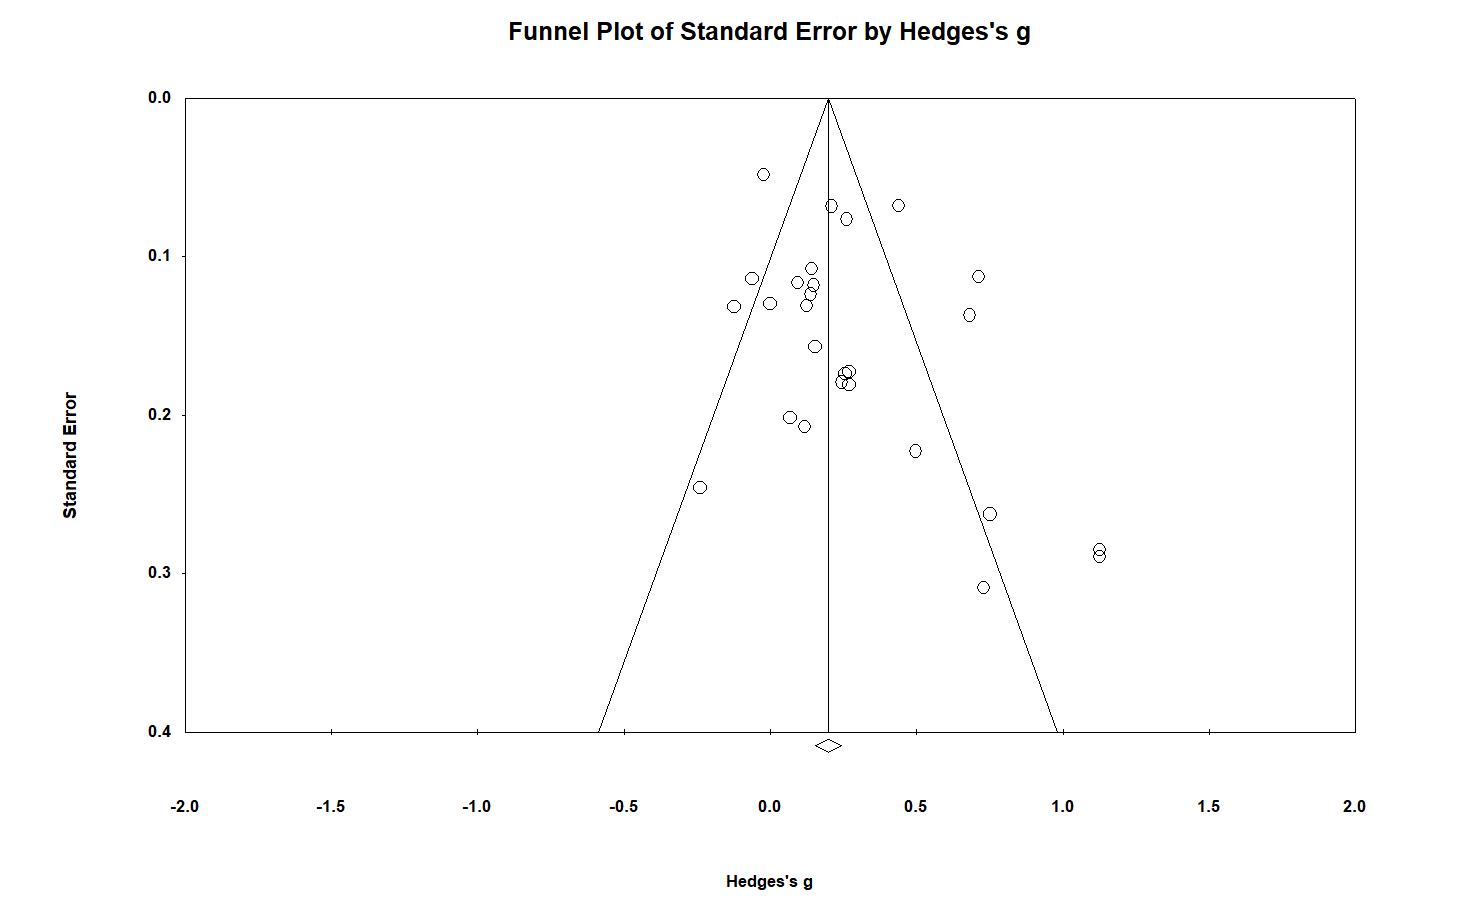 Funnel Plot of Standard Error by Hedges's g
0.0
0.1
0.2
0.3
0.4
Standard Error
-2.0 -1.5 -1.0 -0.5 0.0 0.5 1.0 1.5 2.0
Hedges's g